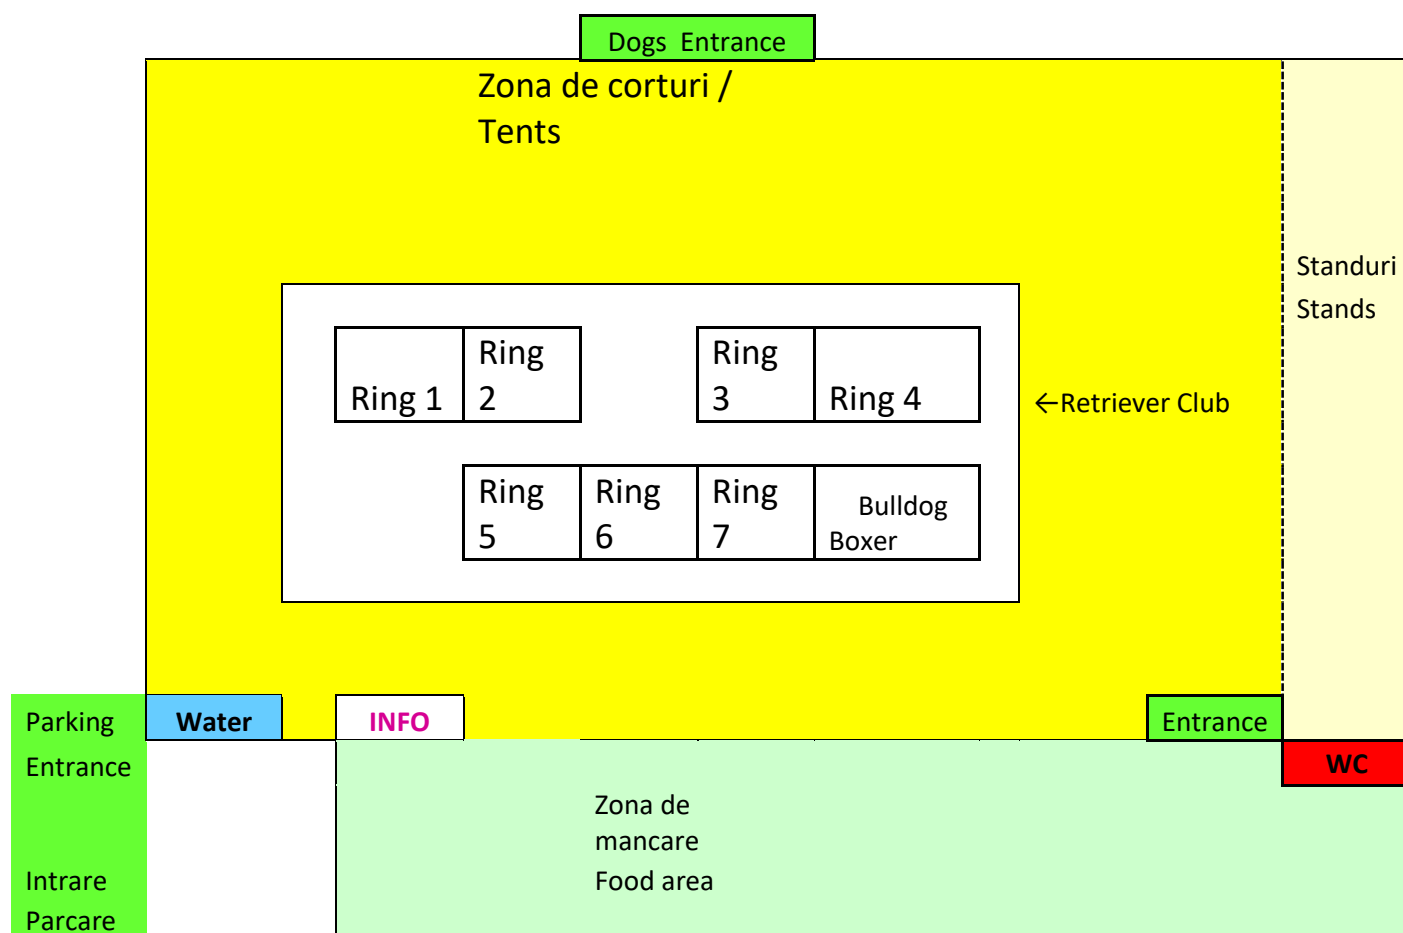 Dogs Entrance
Zona de corturi /
Tents
Standuri
Stands
Ring 1
Ring
2
Ring
3
Ring 4
←Retriever Club
Ring
5
Ring
6
Ring
7
Bulldog
Boxer
Parking
Entrance
Water
INFO
Entrance
WC
Zona de
mancare
Food area
Intrare
Parcare